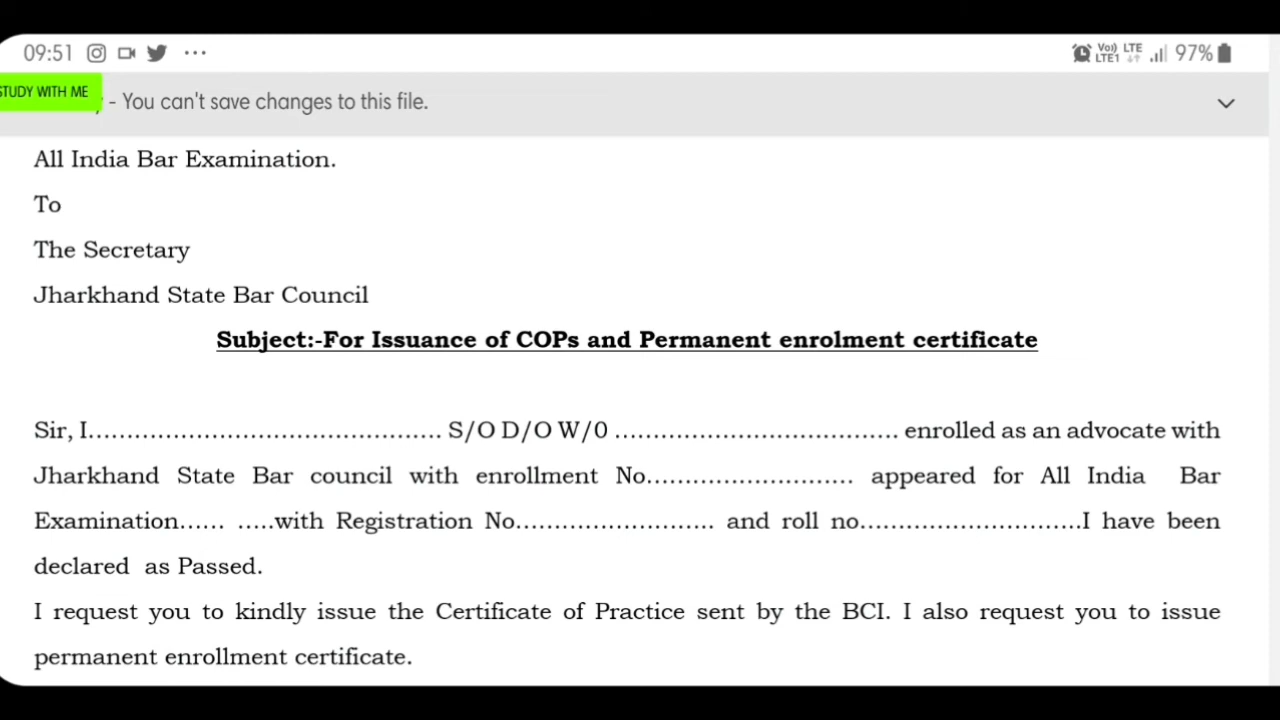 09:51 ... Voo) LTE LTE1 97%
STUDY WITH ME
- You can't save changes to this file.
All India Bar Examination.
To
The Secretary
Jharkhand State Bar Council
Subject:-For Issuance of COPs and Permanent enrolment certificate
Sir, I.............................................. S/O D/O W/0 ..................................... enrolled as an advocate with
Jharkhand State Bar council with enrollment No........................... appeared for All India Bar
Examination...... .....with Registration No.......................... and roll no.............................I have been
declared as Passed.
I request you to kindly issue the Certificate of Practice sent by the BCI. I also request you to issue
permanent enrollment certificate.